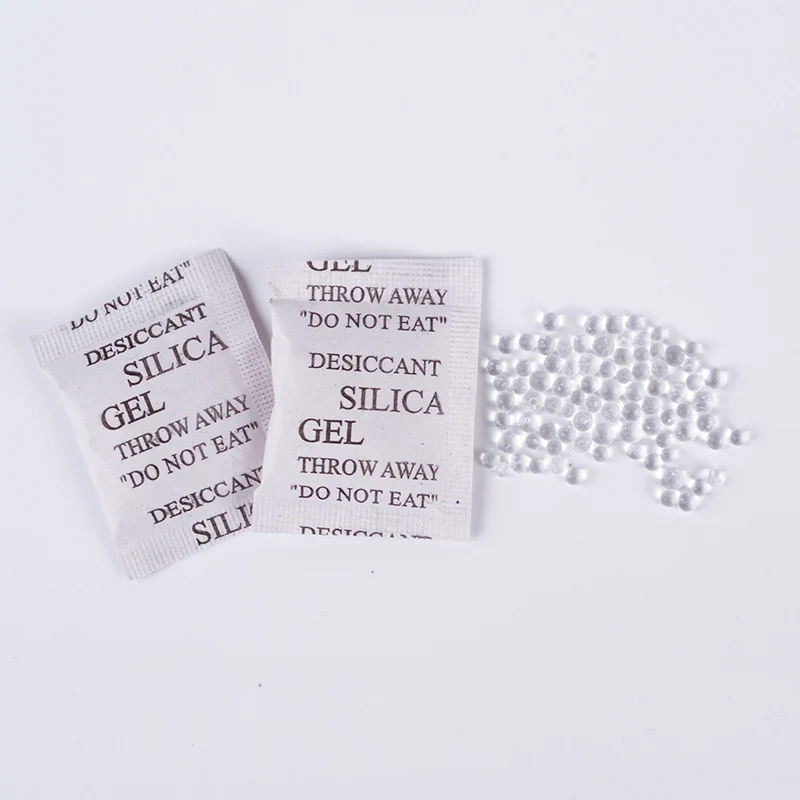 "DO NOT EAT"
DESICCANT
SILICA
GEL
THROW AWAY
"DO NOT EAT"
DESICCANT
SILI
GEL
THROW AWAY
"DO NOT EAT"
DESICCANT
SILICA
GEL
THROW AWAY
"DO NOT EAT"
DESICCANT